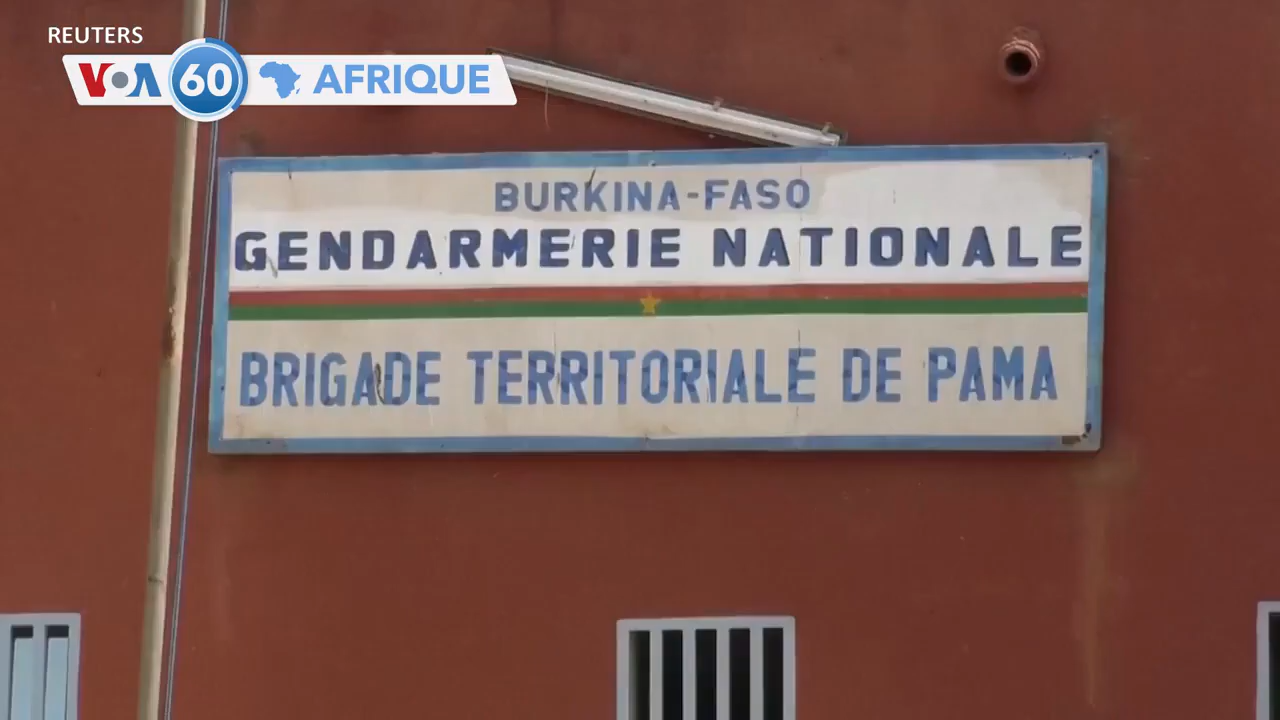 REUTERS
VOA 60 AFRIQUE
BURKINA-FASO
GENDARMERIE NATIONALE
BRIGADE TERRITORIALE DE PAMA